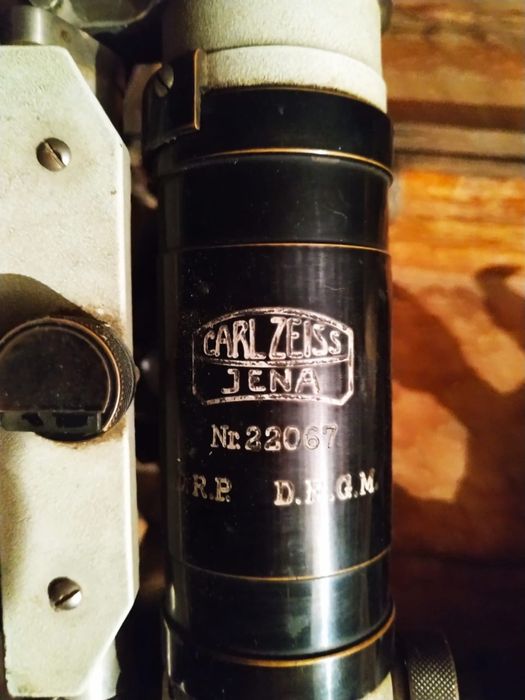 CARL ZEISS
JENA
Nr. 22067
D.R.P. D.R.G.M.